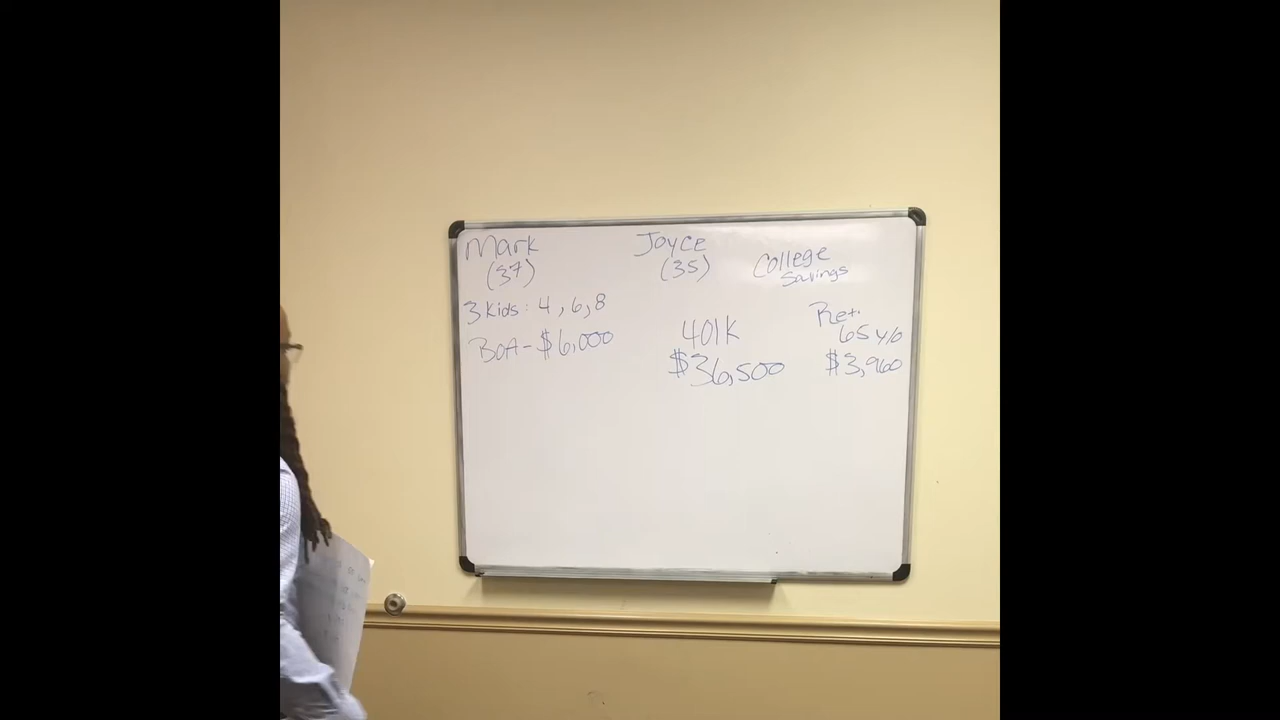 Mark
(37)
Joyce
(35)
College
Savings
3 Kids: 4, 6, 8
BOA - $6,000
401K
$36,500
Ret.
65 y/o
$3,960